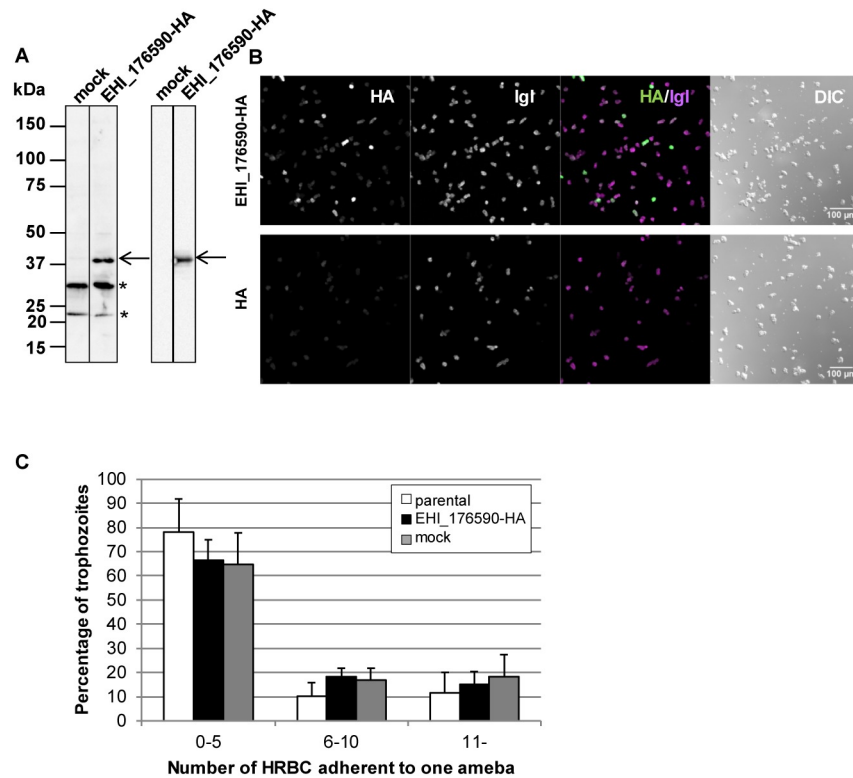 A
kDa
mock
EHI_176590-HA
mock
EHI_176590-HA
150
100
75
50
37
25
20
15
*
*
B
HA
Igl
HA/Igl
DIC
EHI_176590-HA
100 µm
HA
100 µm
C
Percentage of trophozoites
100
90
80
70
60
50
40
30
20
10
0
parental
EHI_176590-HA
mock
0-5
6-10
11-
Number of HRBC adherent to one ameba